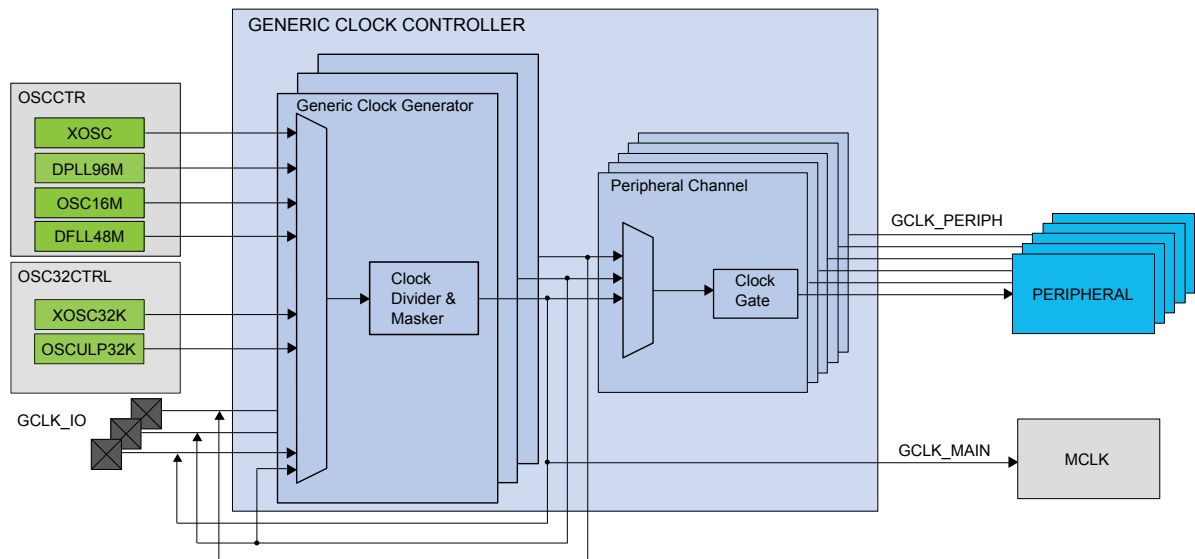 GENERIC CLOCK CONTROLLER
OSCCTR
XOSC
DPLL96M
OSC16M
DFLL48M
OSC32CTRL
XOSC32K
OSCULP32K
GCLK_IO
Generic Clock Generator
Clock
Divider &
Masker
Peripheral Channel
Clock
Gate
GCLK_PERIPH
PERIPHERAL
GCLK_MAIN
MCLK